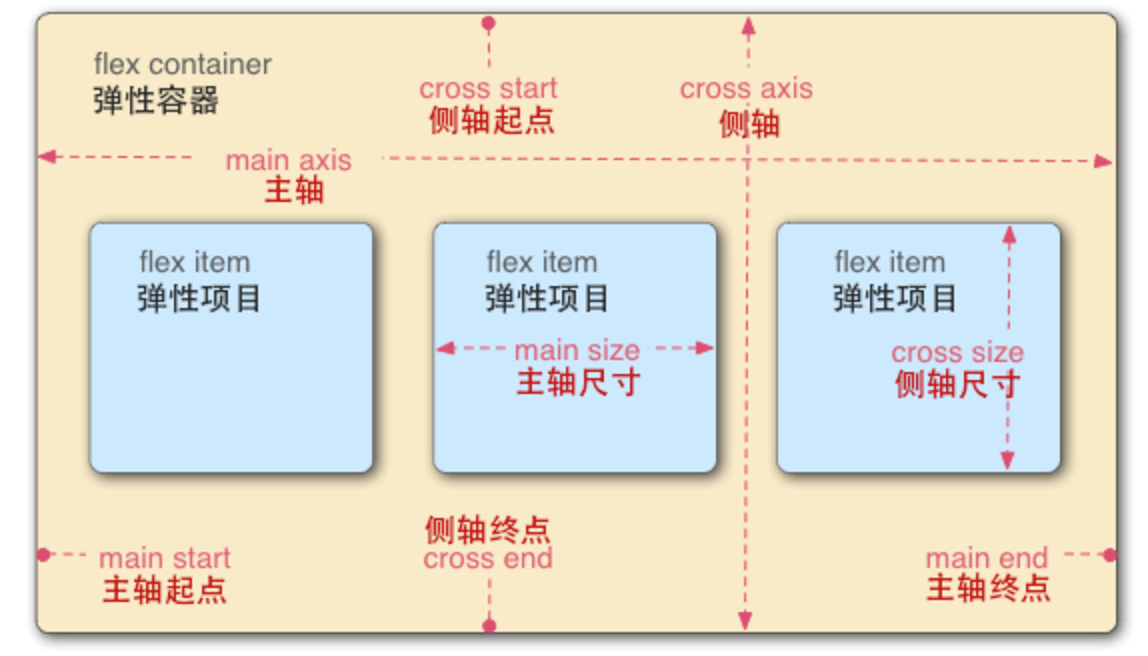 flex container
弹性容器
cross start
侧轴起点
cross axis
侧轴
main axis
主轴
flex item
弹性项目
flex item
弹性项目
main size
主轴尺寸
flex item
弹性项目
cross size
侧轴尺寸
main start
主轴起点
侧轴终点
cross end
main end
主轴终点